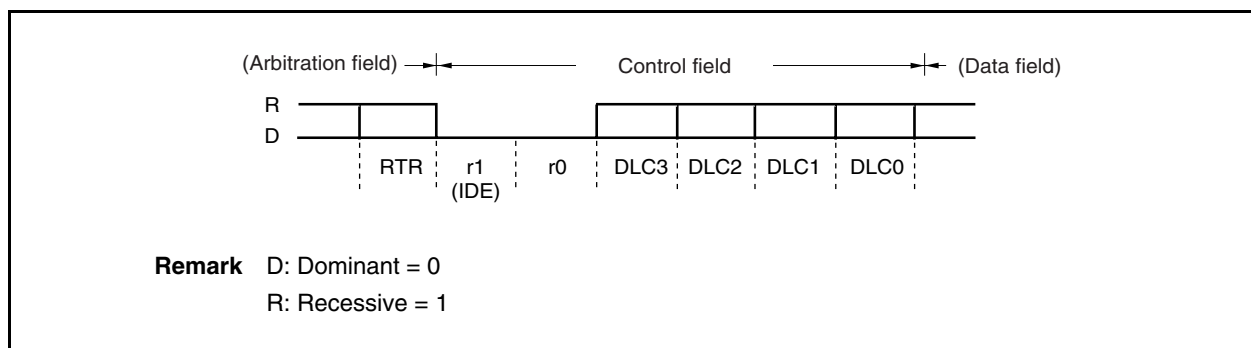 (Arbitration field) Control field (Data field)
R
D
RTR r1 r0 DLC3 DLC2 DLC1 DLC0
(IDE)
Remark D: Dominant = 0
R: Recessive = 1